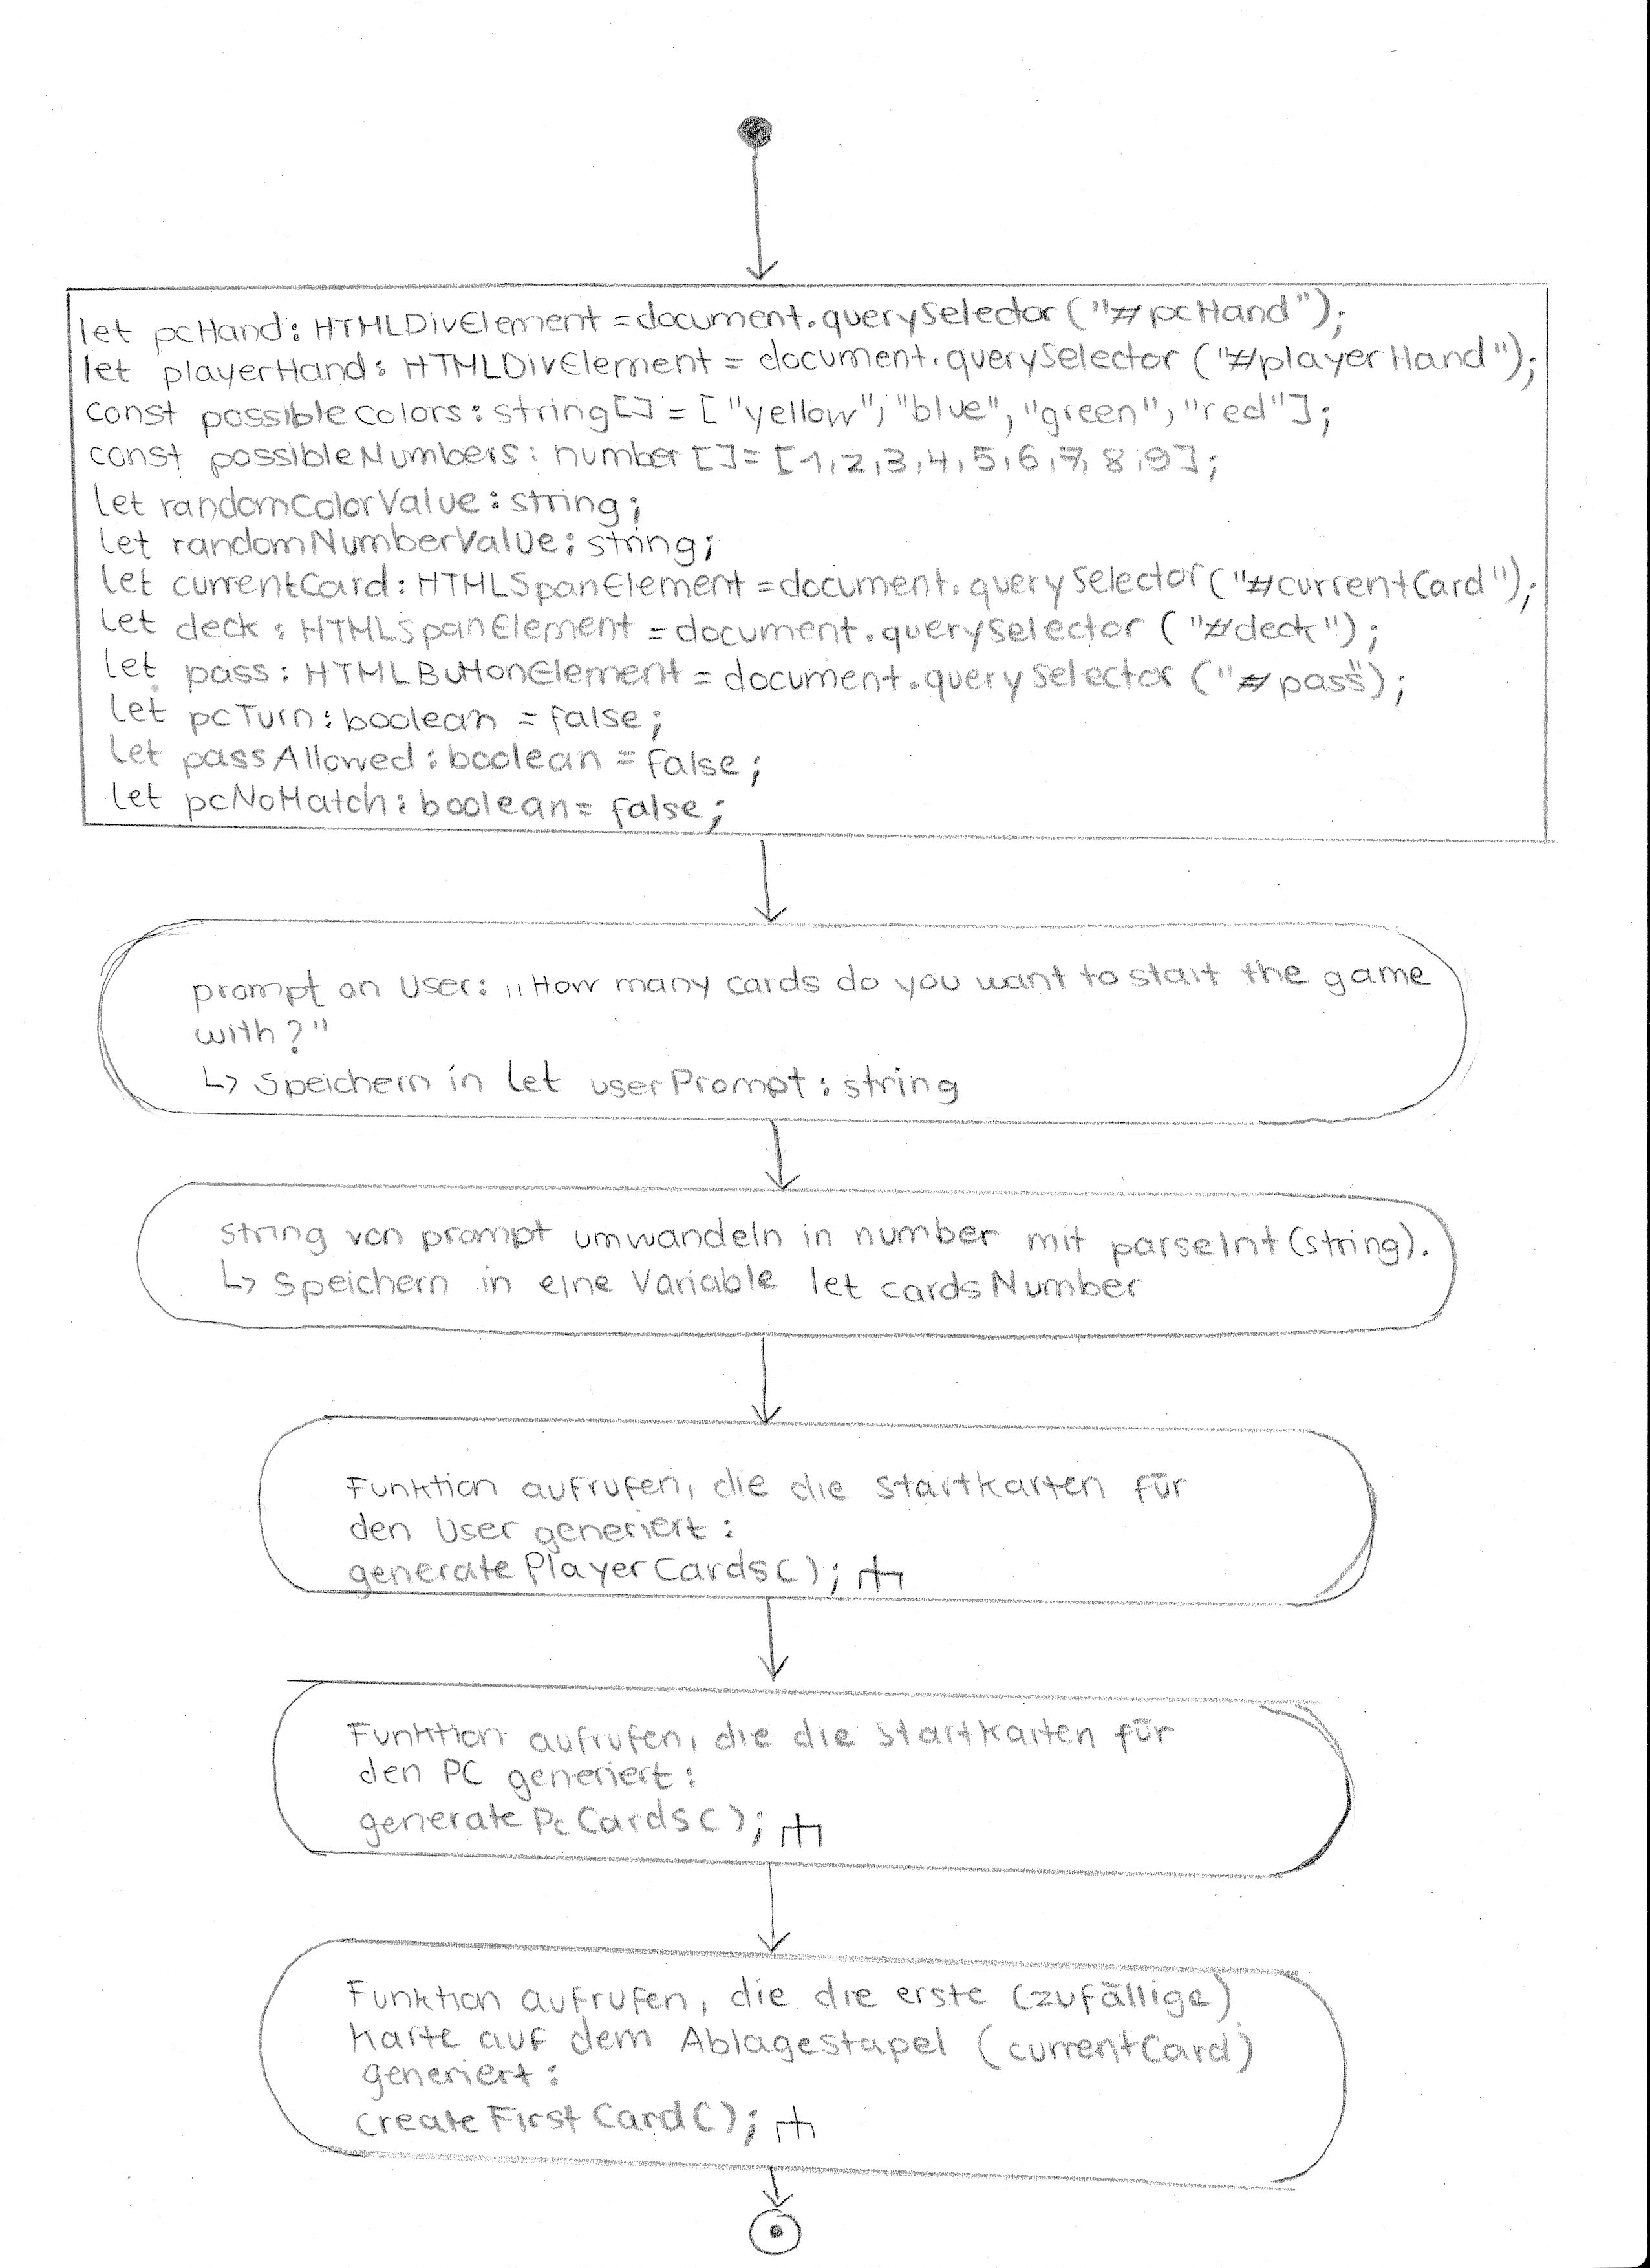 let pcHand: HTMLDivElement = document.querySelector ("#pcHand");
let playerHand: HTMLDivElement = document.querySelector ("#playerHand");
const possibleColors: string[] = ["yellow", "blue", "green", "red"];
const possibleNumbers: number[] = [1,2,3,4,5,6,7,8,9];
let randomColorValue: string;
let randomNumberValue: string;
let currentCard: HTMLSpanElement = document.querySelector("#currentCard");
let deck: HTMLSpanElement = document.querySelector ("#deck");
let pass: HTMLButtonElement = document.querySelector ("#pass");
let pcTurn: boolean = false;
let passAllowed: boolean = false;
let pcNoMatch: boolean = false;
prompt an User: „How many cards do you want to start the game
with?"
↳ Speichern in let userPrompt: string
String von prompt umwandeln in number mit parseInt (string).
↳ Speichern in eine Variable let cardsNumber
Funktion aufrufen, die die Startkarten für
den User generiert:
generatePlayerCards();
Funktion aufrufen, die die Startkarten für
den PC generiert:
generatePcCards();
Funktion aufrufen, die die erste (zufällige)
Karte auf dem Ablagestapel (currentCard)
generiert:
createFirstCard();